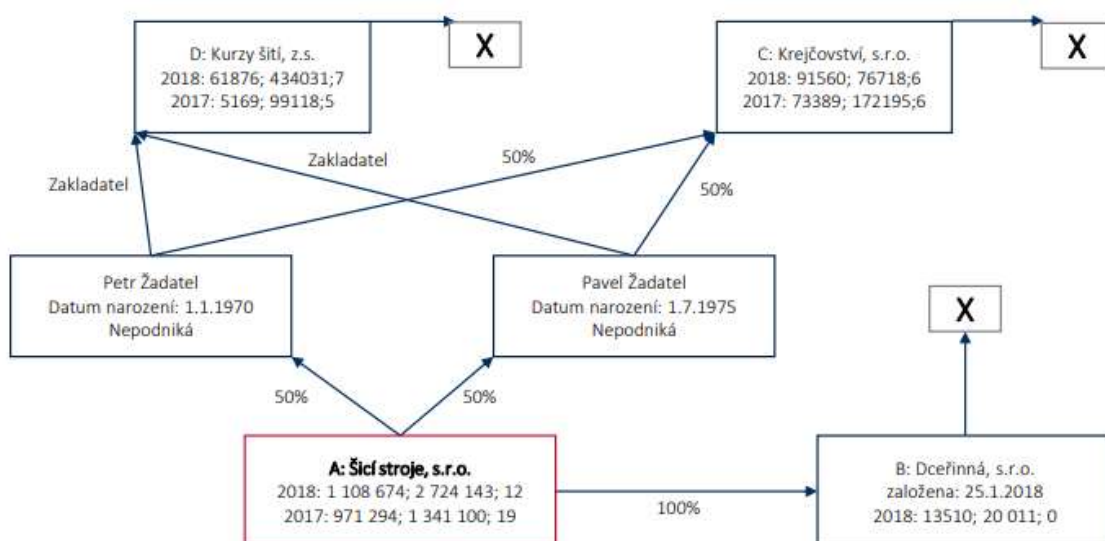 D: Kurzy šití, z.s.
2018: 61876; 434031;7
2017: 5169; 99118;5
X
C: Krejčovství, s.r.o.
2018: 91560; 76718;6
2017: 73389; 172195;6
X
Zakladatel
Zakladatel
50%
50%
Petr Žadatel
Datum narození: 1.1.1970
Nepodniká
Pavel Žadatel
Datum narození: 1.7.1975
Nepodniká
X
50%
50%
A: Šicí stroje, s.r.o.
2018: 1 108 674; 2 724 143; 12
2017: 971 294; 1 341 100; 19
100%
B: Dceřinná, s.r.o.
založena: 25.1.2018
2018: 13510; 20 011; 0